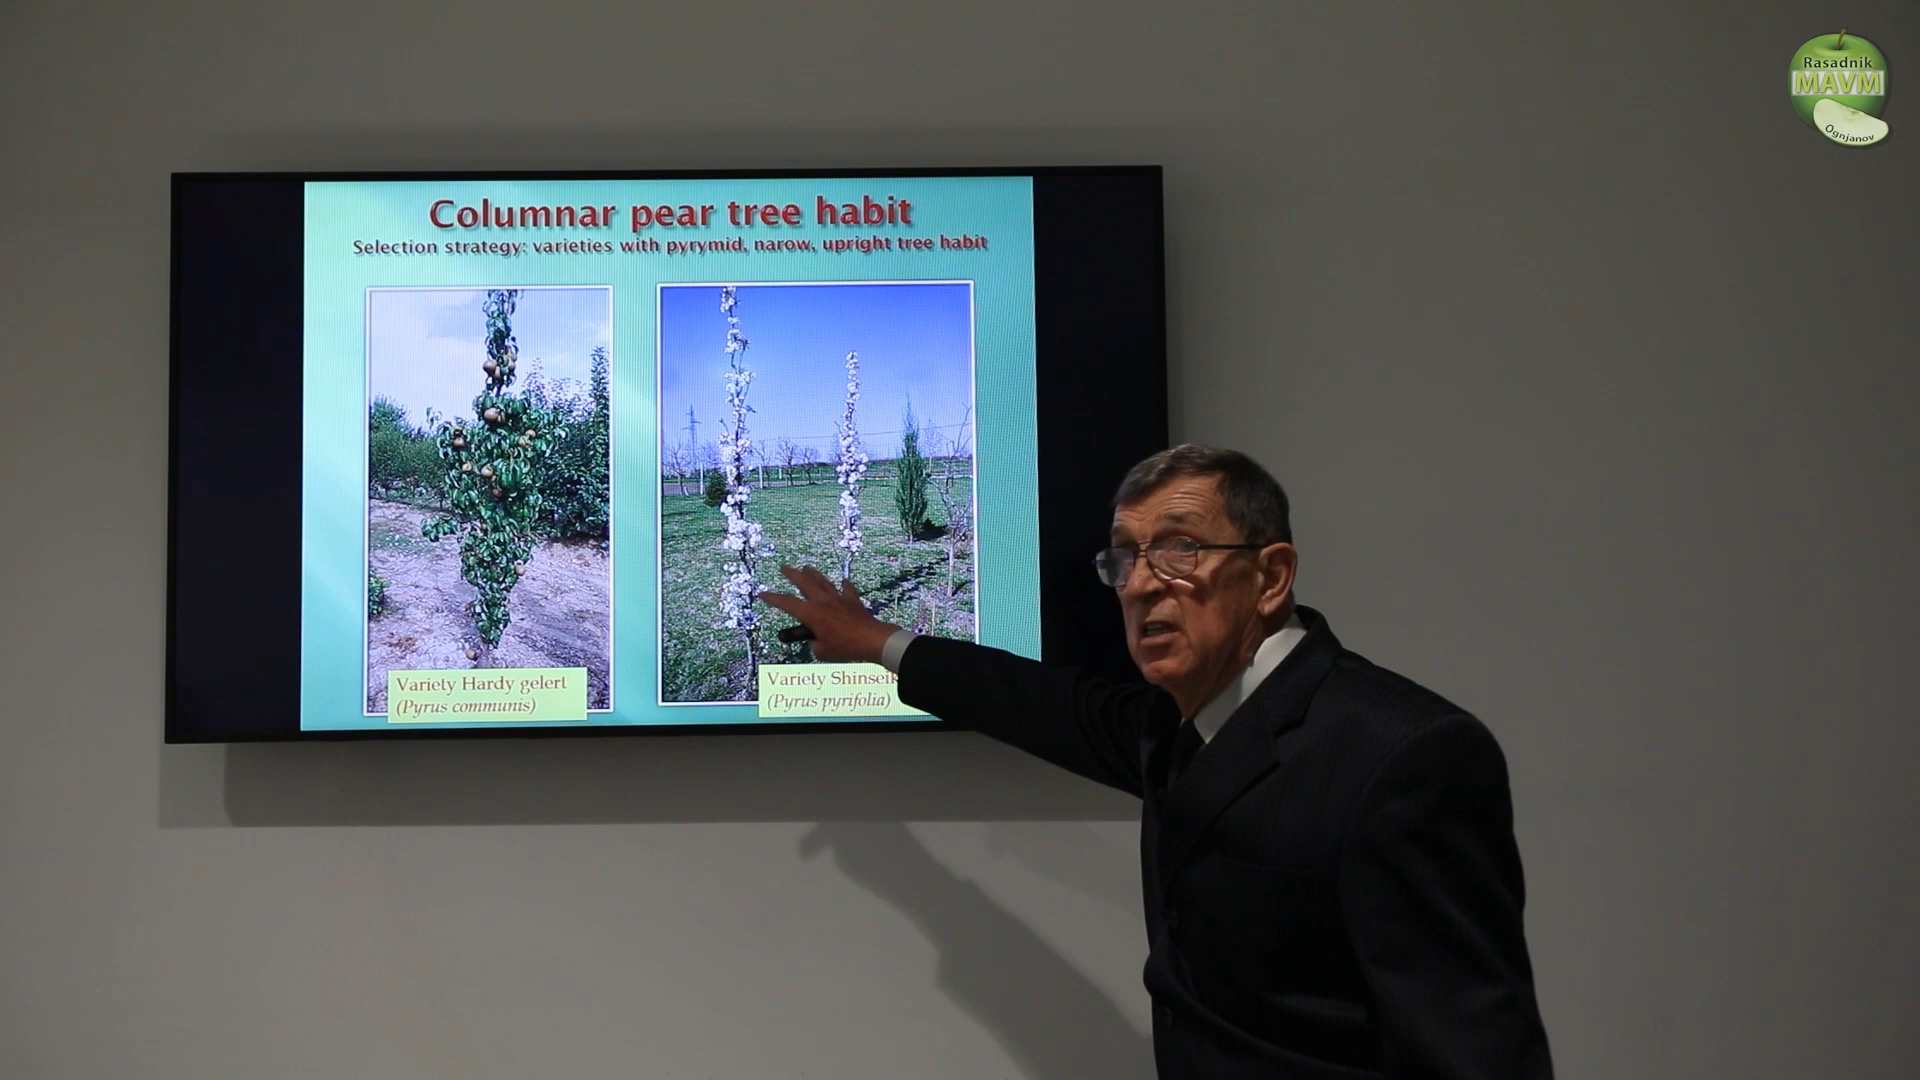 Rasadnik
MAVM
Ognjanov
Columnar pear tree habit
Selection strategy: varieties with pyrymid, narow, upright tree habit
Variety Hardy gelert
(Pyrus communis)
Variety
(Pyrus pyrifolia)